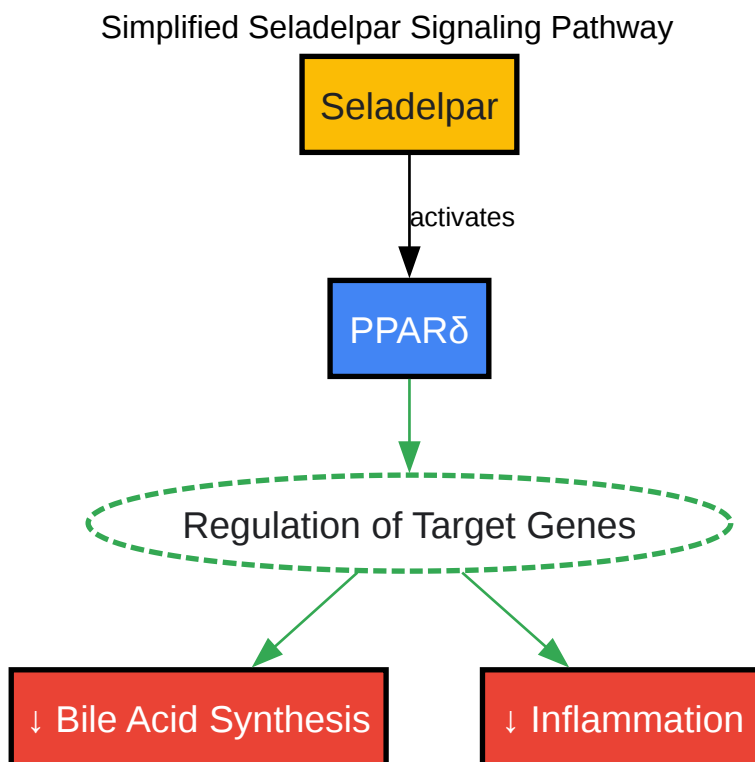 Simplified Seladelpar Signaling Pathway
Seladelpar
activates
PPARδ
Regulation of Target Genes
↓ Bile Acid Synthesis
↓ Inflammation